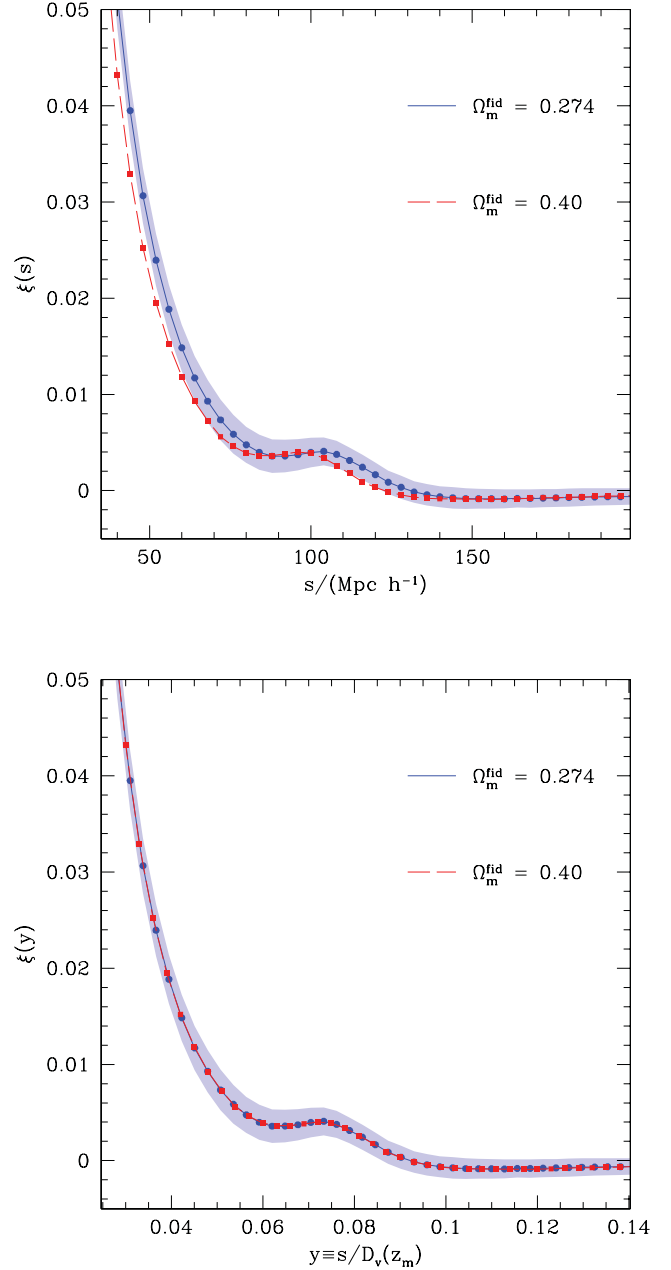 0.05
Ω_m^fid = 0.274
0.04
0.03
Ω_m^fid = 0.40
ξ(s)
0.02
0.01
0
50 100 150
s/(Mpc h⁻¹)
0.05
Ω_m^fid = 0.274
0.04
0.03
Ω_m^fid = 0.40
ξ(y)
0.02
0.01
0
0.04 0.06 0.08 0.1 0.12 0.14
y≡s/D_v(z_m)